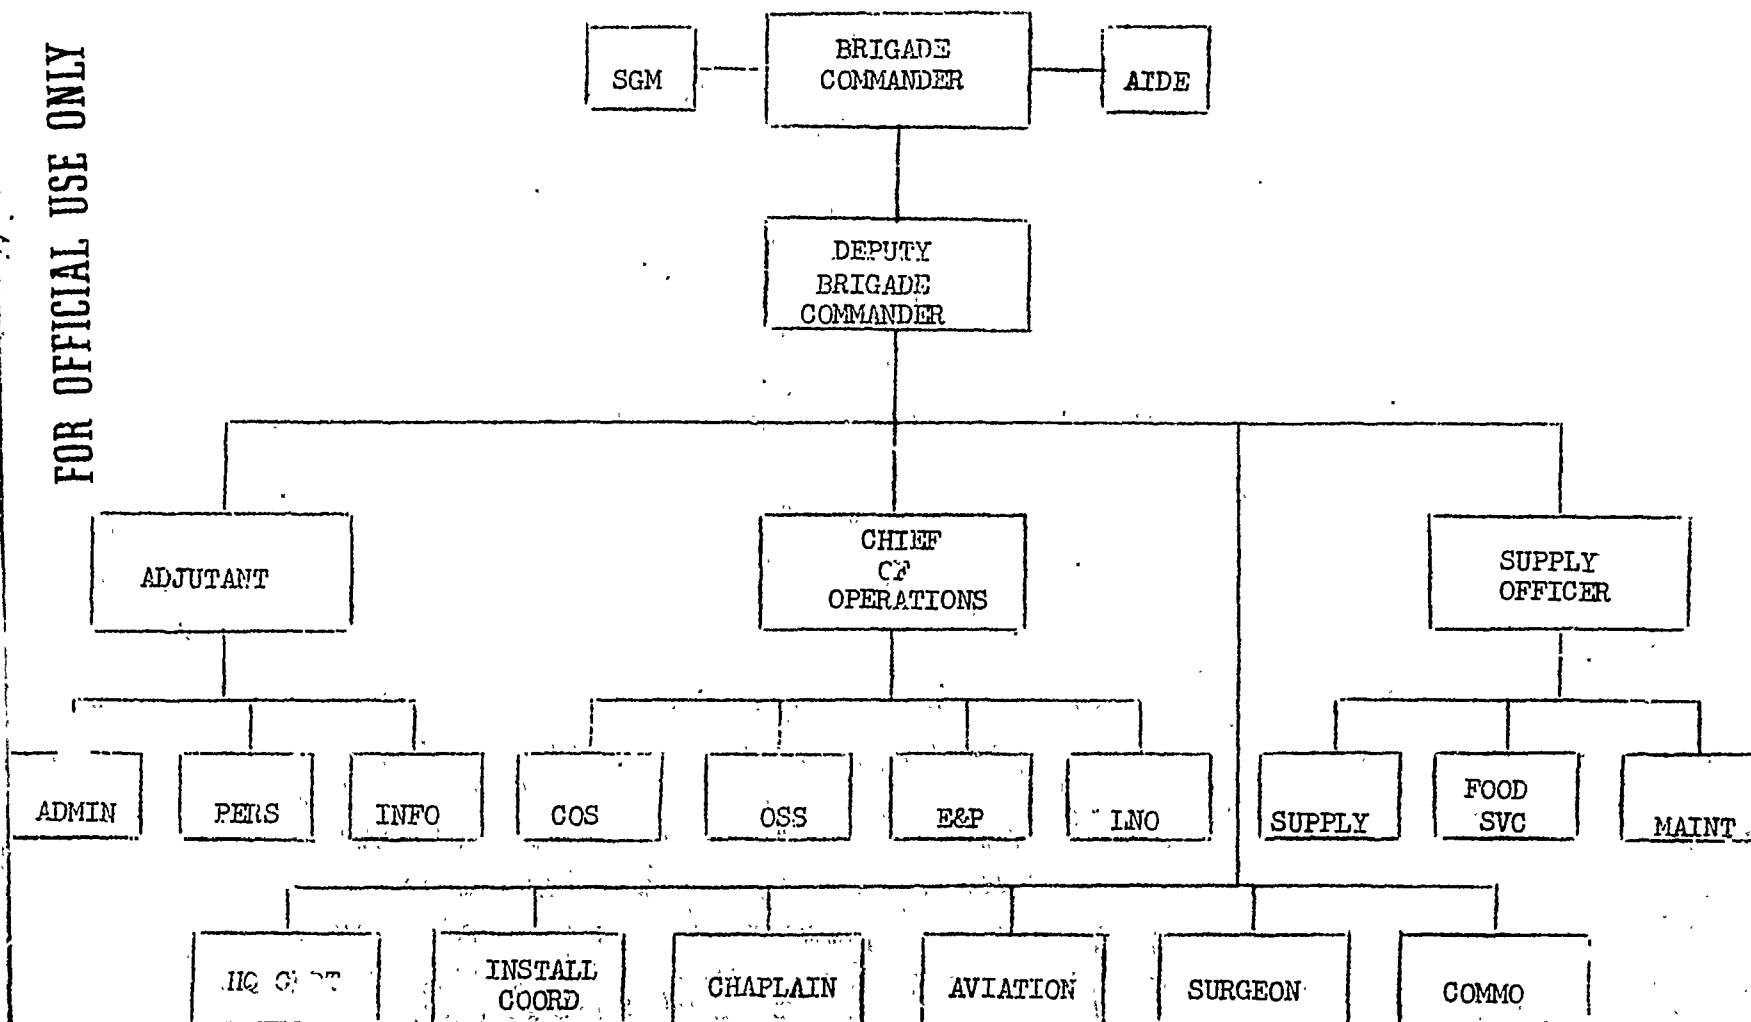 FOR OFFICIAL USE ONLY
SGM
BRIGADE
COMMANDER
AIDE
DEPUTY
BRIGADE
COMMANDER
ADJUTANT
CHIEF
OF
OPERATIONS
SUPPLY
OFFICER
ADMIN
PERS
INFO
COS
OSS
E&P
LNO
SUPPLY
FOOD
SVC
MAINT
HQ
INSTALL
COORD
CHAPLAIN
AVIATION
SURGEON
COMMO